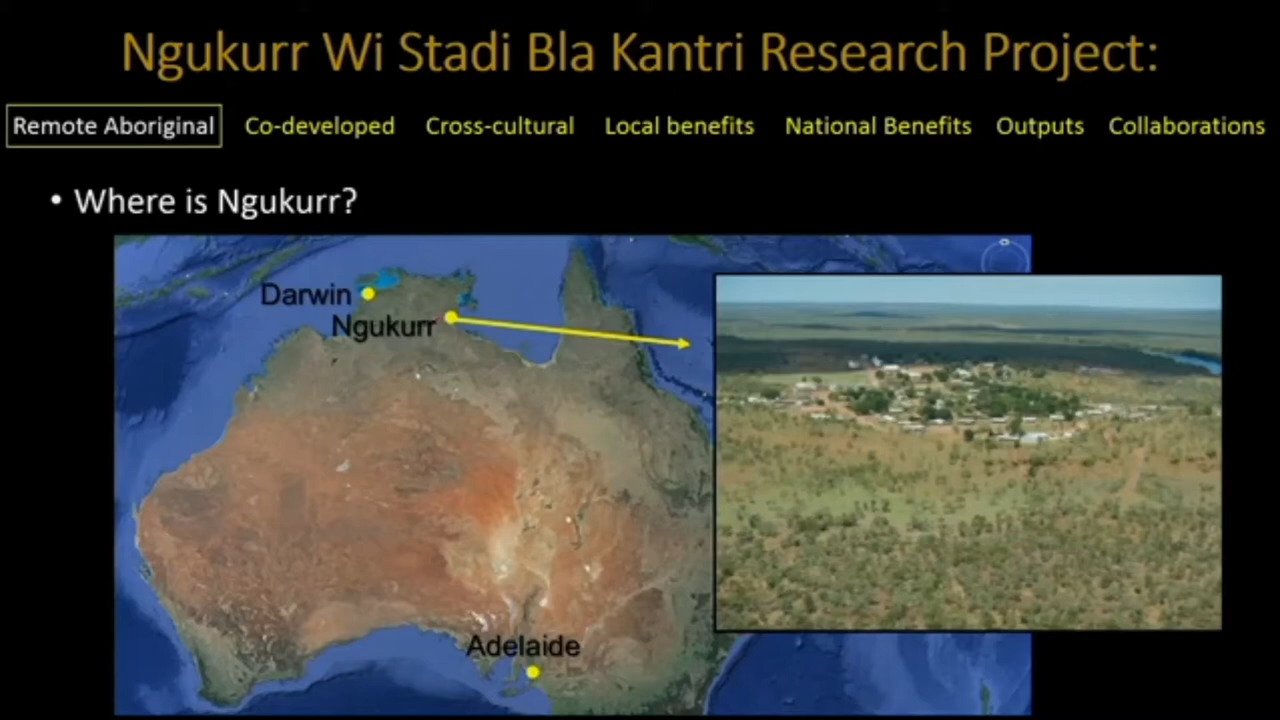 Ngukurr Wi Stadi Bla Kantri Research Project:
Remote Aboriginal Co-developed Cross-cultural Local benefits National Benefits Outputs Collaborations
• Where is Ngukurr?
Darwin
Ngukurr
Adelaide